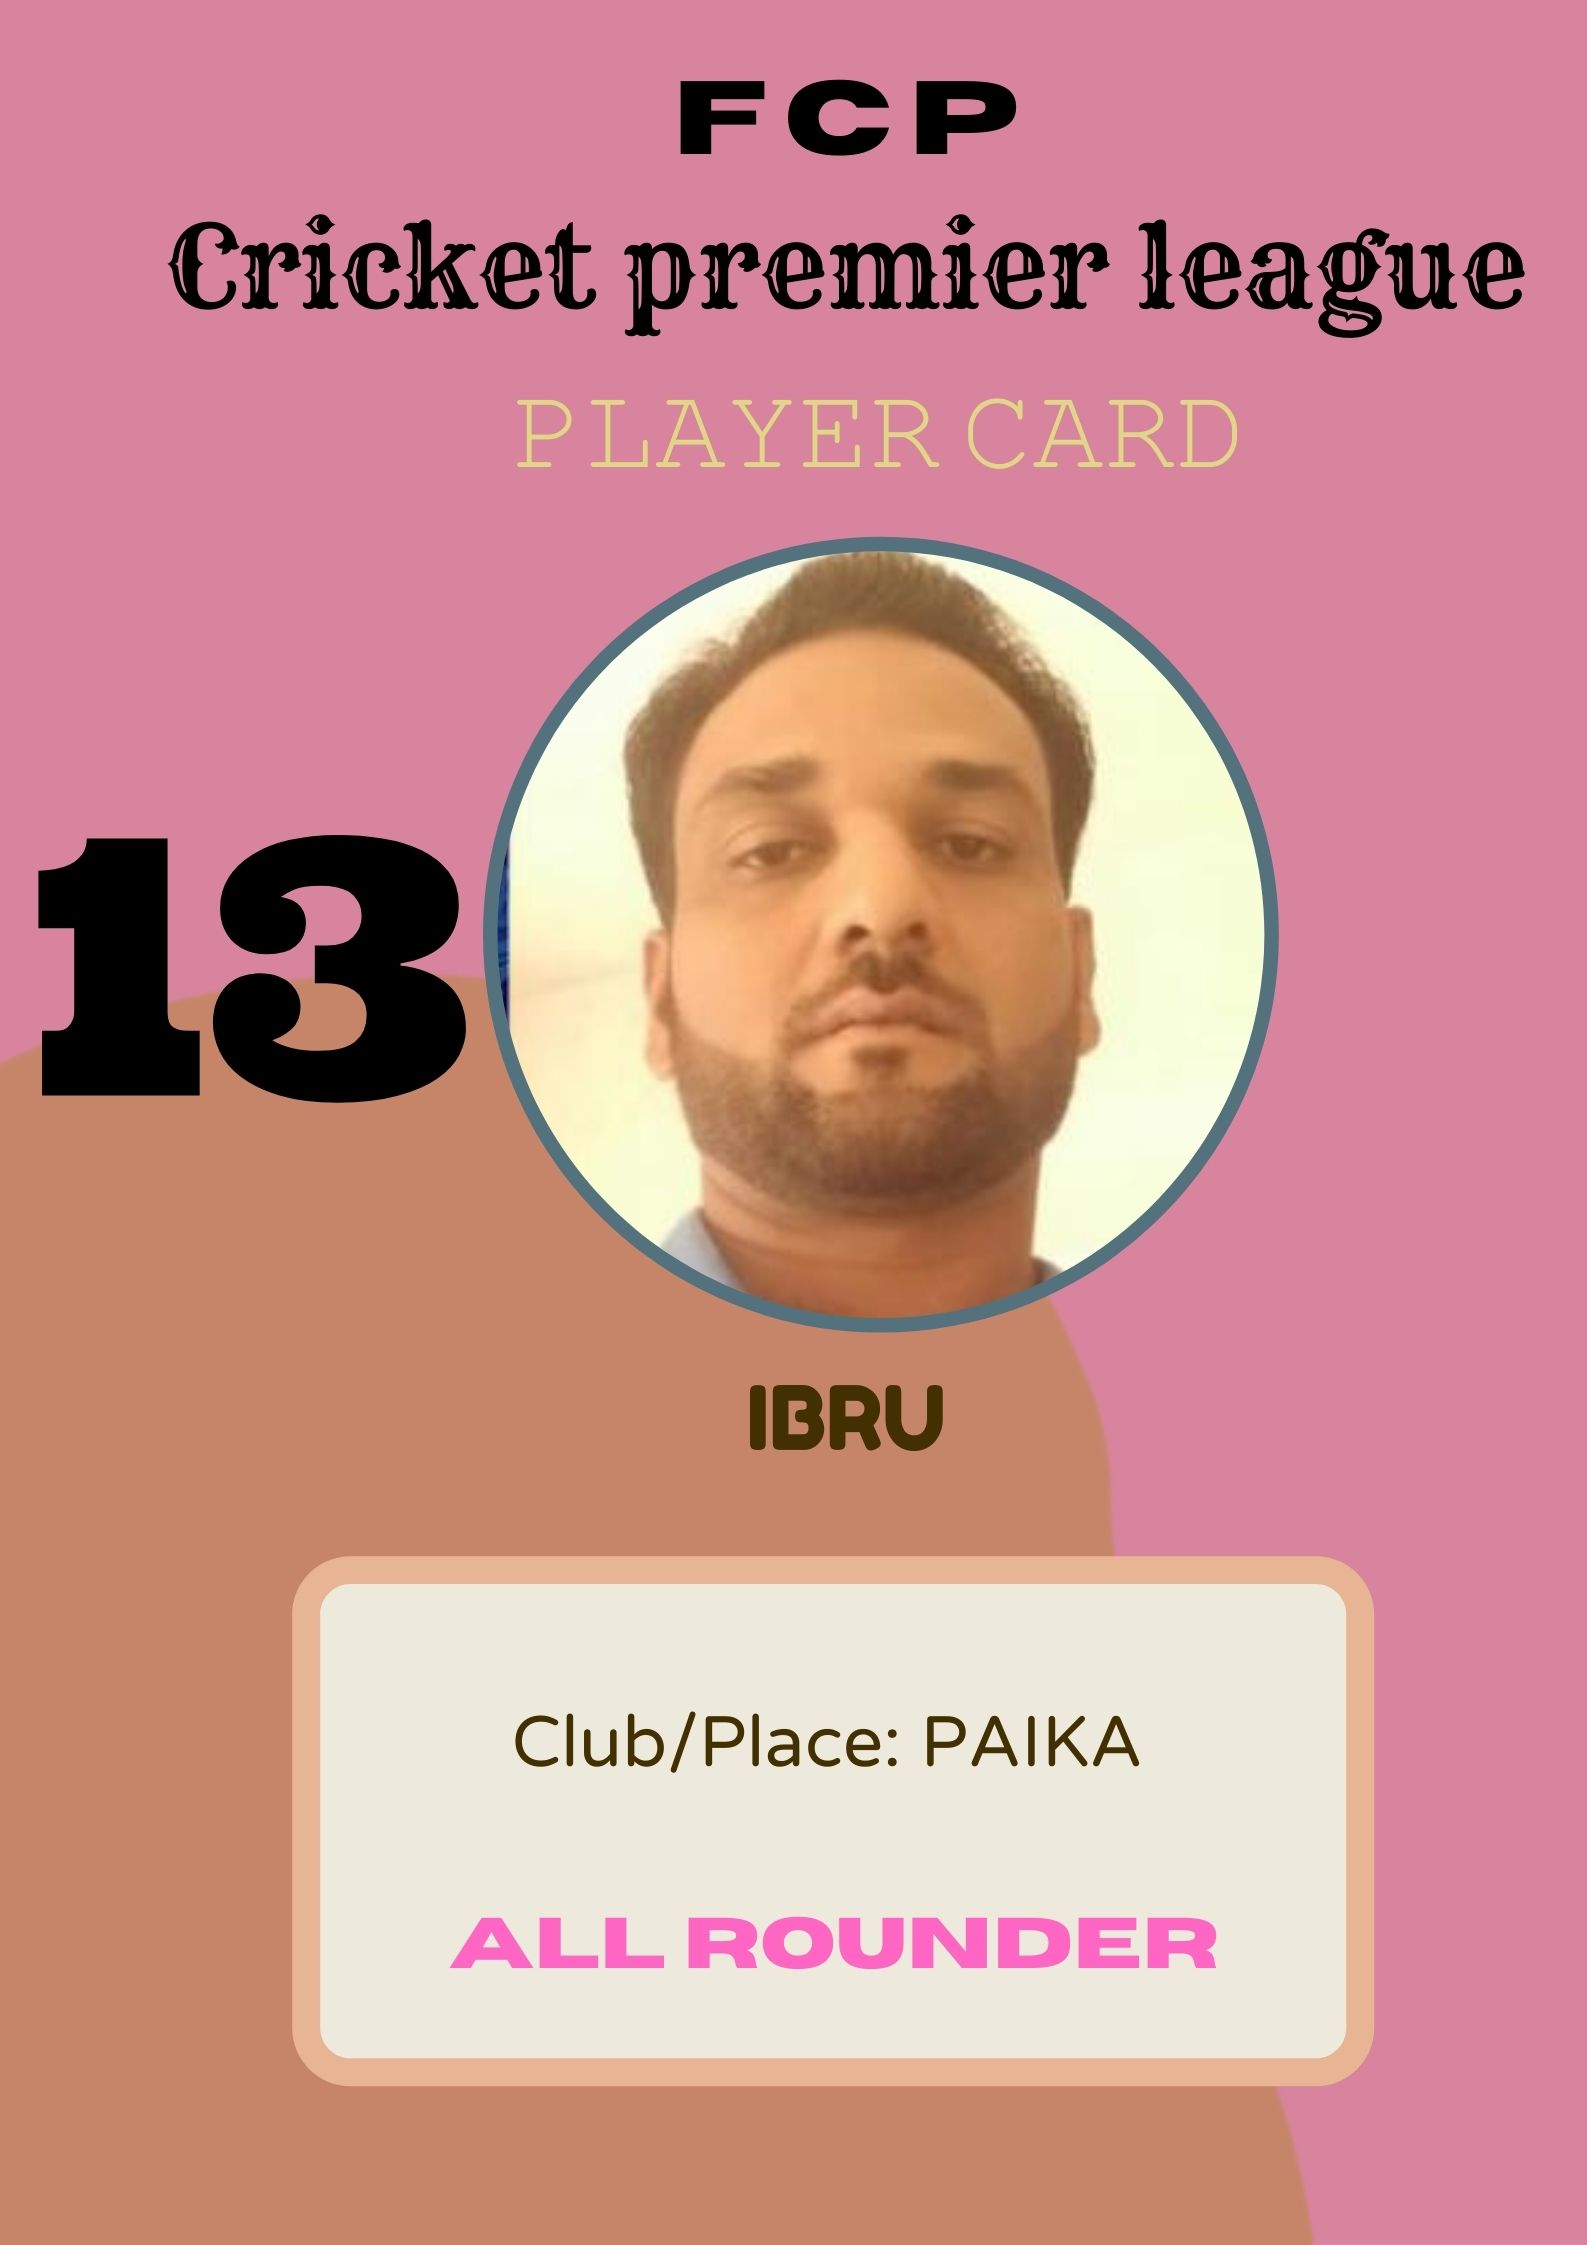 FCP
Cricket premier league
PLAYER CARD
13
IBRU
Club/Place: PAIKA
ALL ROUNDER